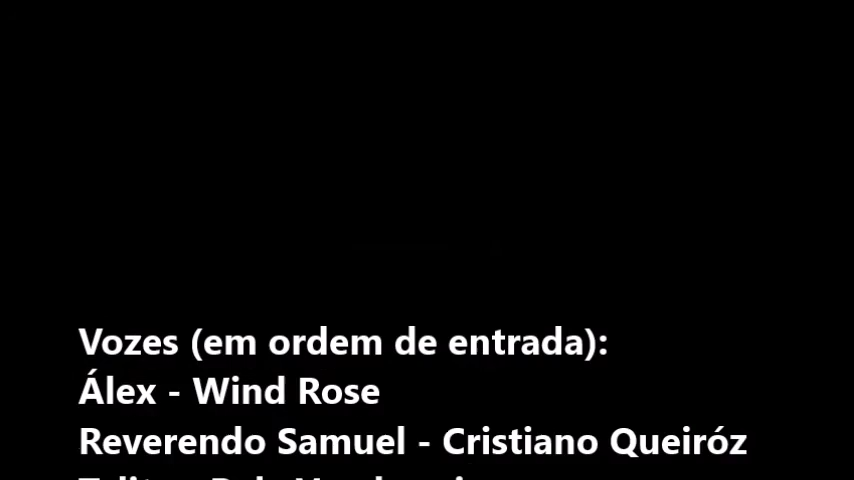 Vozes (em ordem de entrada):
Álex - Wind Rose
Reverendo Samuel - Cristiano Queiróz